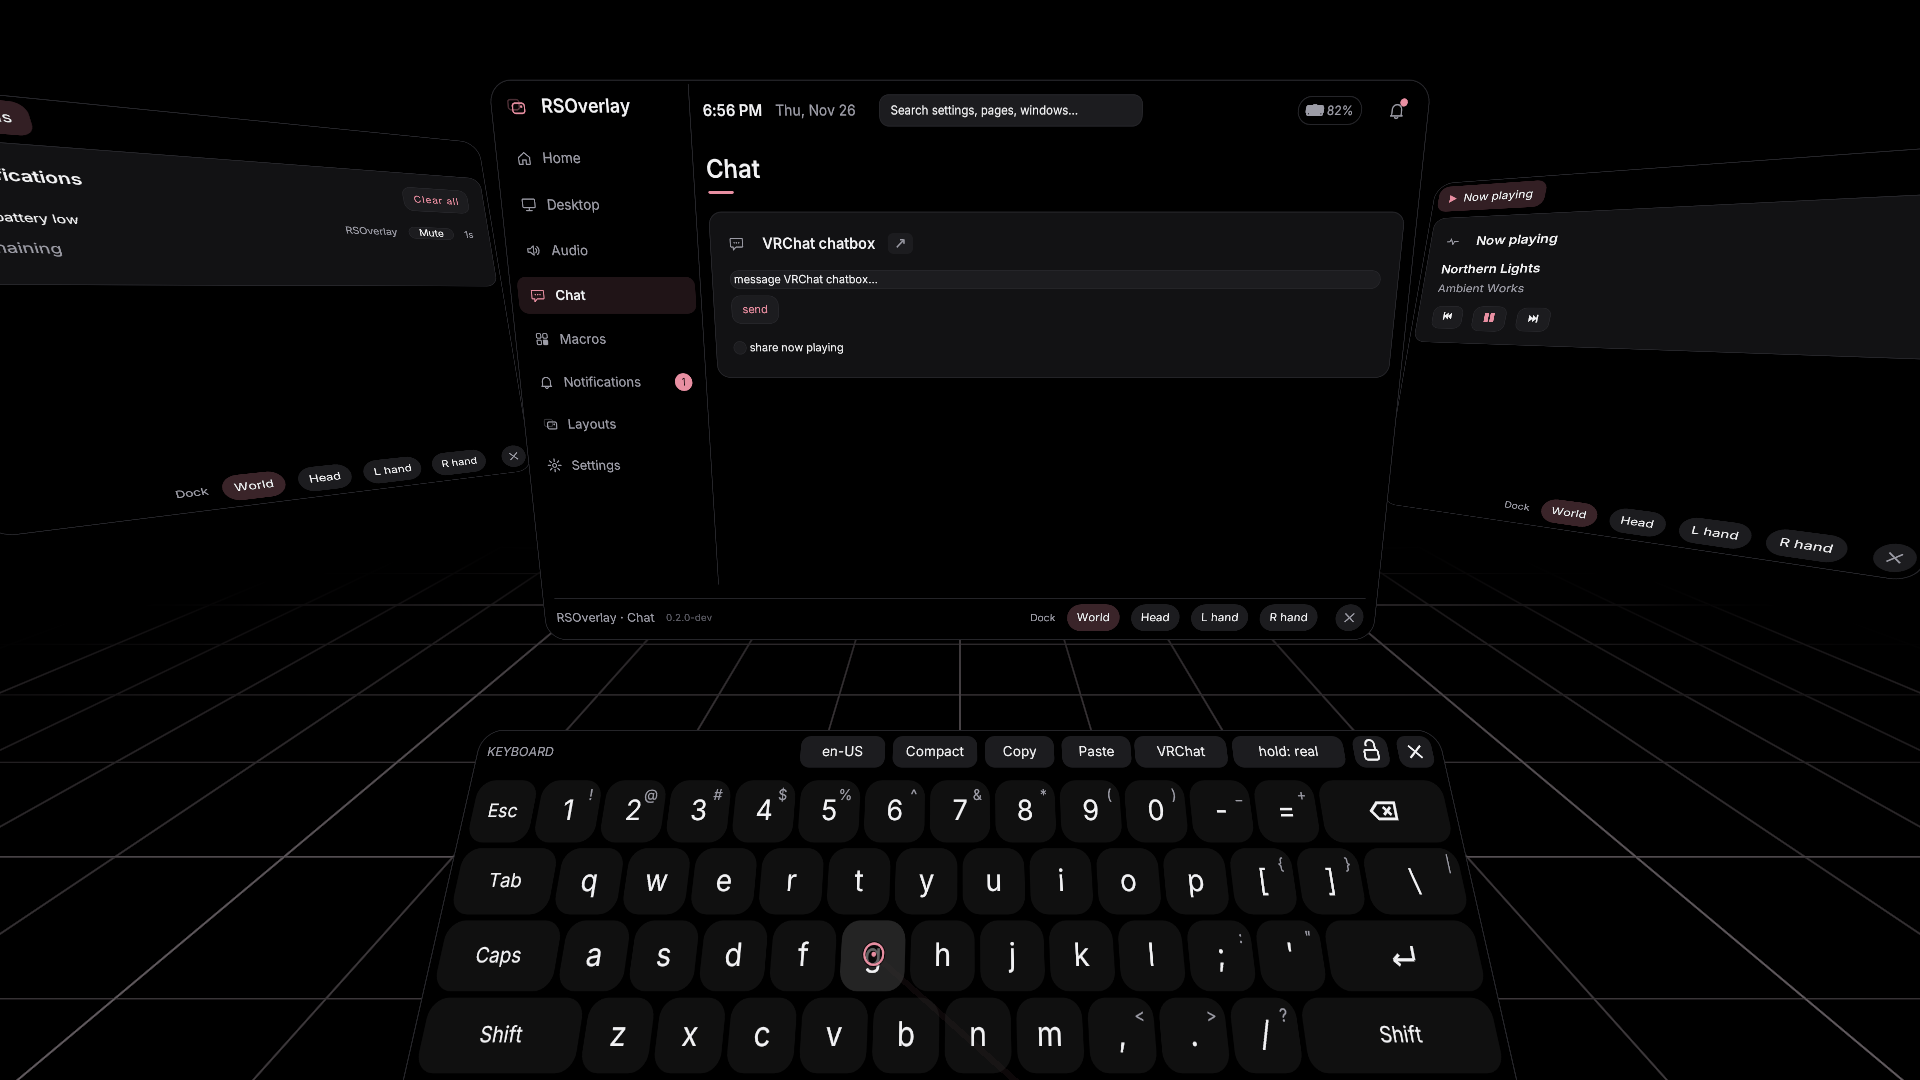 s
ications
Clear all
battery low
RSOverlay Mute 1s
naining
Dock World Head L hand R hand
RSOverlay
Home
Desktop
Audio
Chat
Macros
Notifications 1
Layouts
Settings
6:56 PM Thu, Nov 26 Search settings, pages, windows... 82%
Chat
VRChat chatbox
message VRChat chatbox...
send
share now playing
RSOverlay · Chat 0.2.0-dev Dock World Head L hand R hand
Now playing
Now playing
Northern Lights
Ambient Works
Dock World Head L hand R hand
KEYBOARD en-US Compact Copy Paste VRChat hold: real
Esc 1 ! 2 @ 3 # 4 $ 5 % 6 ^ 7 & 8 * 9 ( 0 ) - _ = +
Tab q w e r t y u i o p [ { ] } \ |
Caps a s d f g h j k l ; : ' "
Shift z x c v b n m , < . > / ? Shift